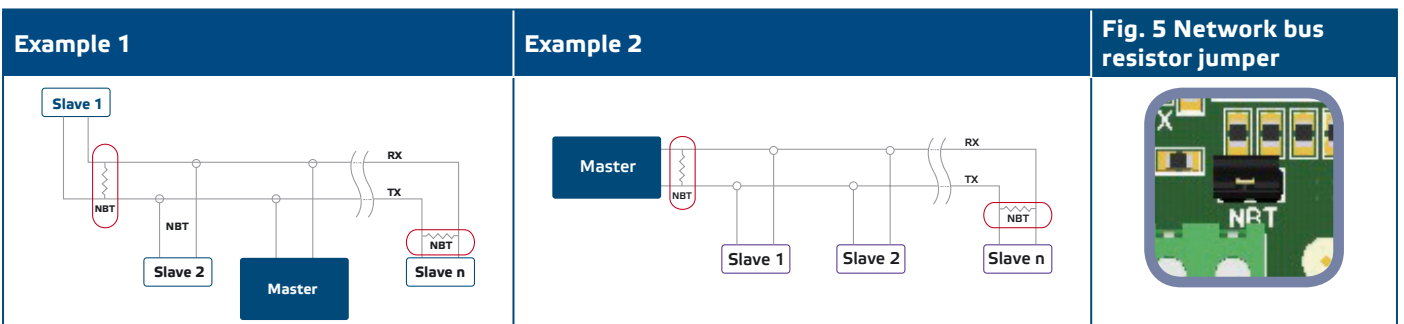 Example 1
Example 2
Fig. 5 Network bus
resistor jumper
Slave 1
RX
TX
NBT
NBT
NBT
Slave 2
Master
Slave n
Master
RX
TX
NBT
NBT
Slave 1
Slave 2
Slave n
X
NBT